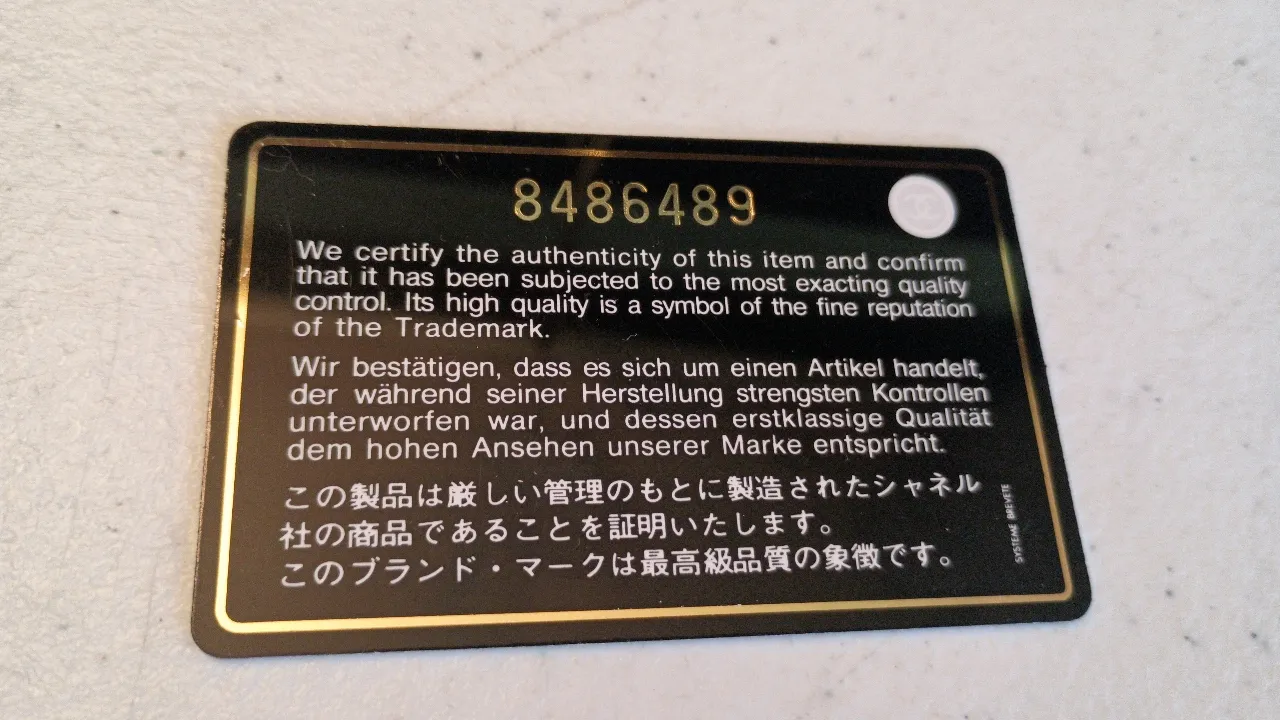 8486489
We certify the authenticity of this item and confirm
that it has been subjected to the most exacting quality
control. Its high quality is a symbol of the fine reputation
of the Trademark.
Wir bestätigen, dass es sich um einen Artikel handelt,
der während seiner Herstellung strengsten Kontrollen
unterworfen war, und dessen erstklassige Qualität
dem hohen Ansehen unserer Marke entspricht.
この製品は厳しい管理のもとに製造されたシャネル
社の商品であることを証明いたします。
このブランド・マークは最高級品質の象徴です。
SYSTEME BREVETE